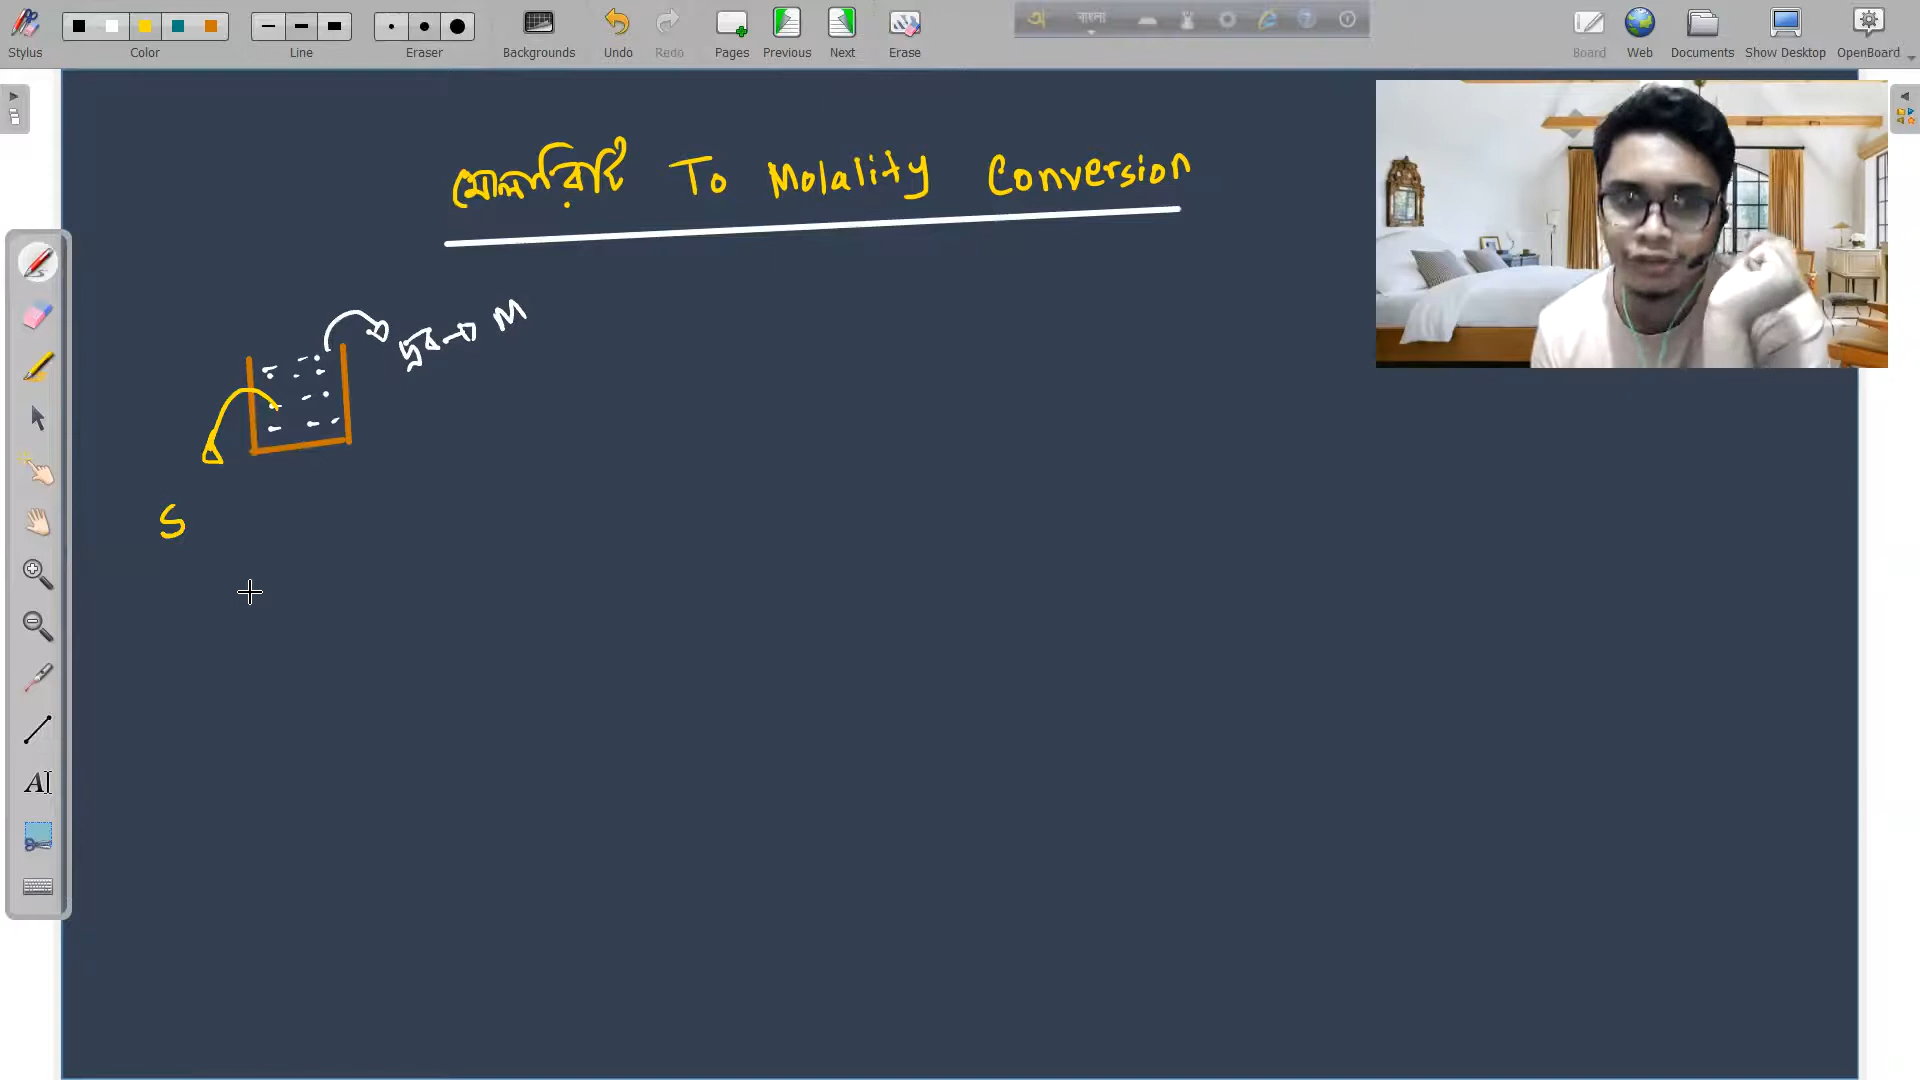 Stylus Color Line Eraser Backgrounds Undo Redo Pages Previous Next Erase বাংলা Board Web Documents Show Desktop OpenBoard
মোলারিটি To Molality Conversion
দ্রব → M
S